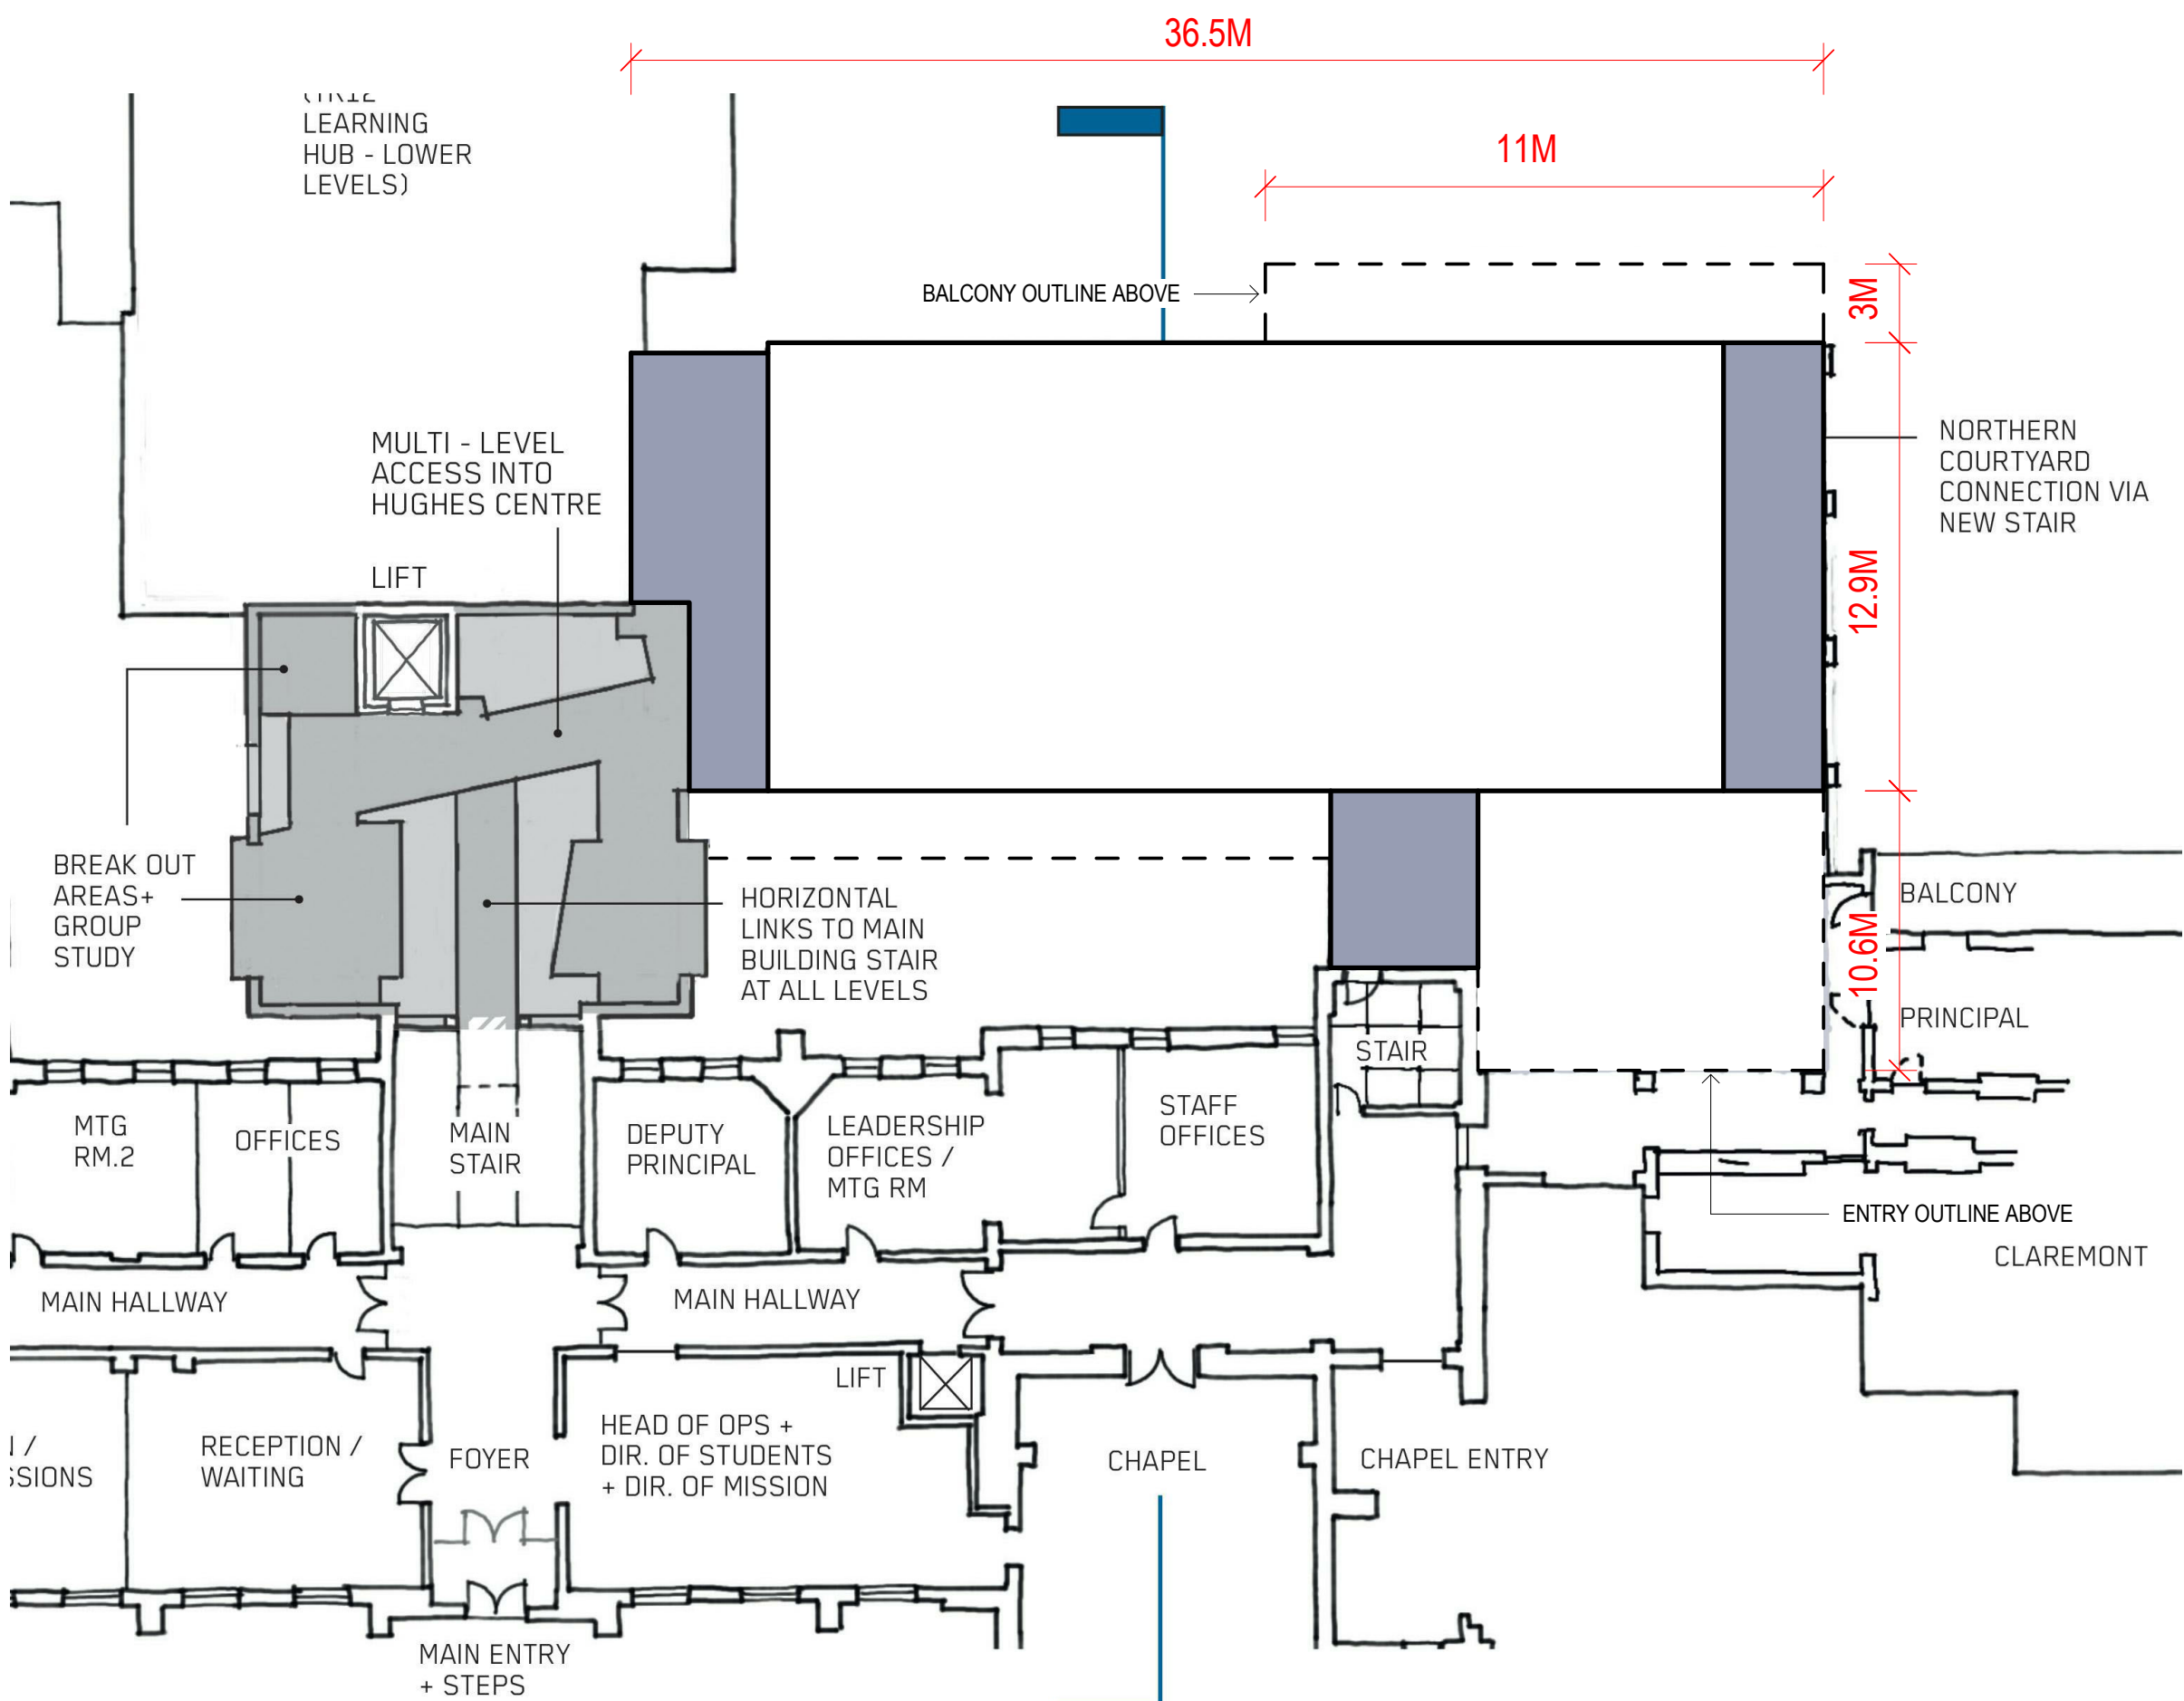 36.5M
11M
LEARNING
HUB - LOWER
LEVELS)
BALCONY OUTLINE ABOVE
3M
MULTI - LEVEL
ACCESS INTO
HUGHES CENTRE
NORTHERN
COURTYARD
CONNECTION VIA
NEW STAIR
LIFT
12.9M
BREAK OUT
AREAS+
GROUP
STUDY
HORIZONTAL
LINKS TO MAIN
BUILDING STAIR
AT ALL LEVELS
BALCONY
10.6M
PRINCIPAL
STAIR
MTG
RM.2
OFFICES
MAIN
STAIR
DEPUTY
PRINCIPAL
LEADERSHIP
OFFICES /
MTG RM
STAFF
OFFICES
ENTRY OUTLINE ABOVE
CLAREMONT
MAIN HALLWAY
MAIN HALLWAY
LIFT
RECEPTION /
WAITING
FOYER
HEAD OF OPS +
DIR. OF STUDENTS
+ DIR. OF MISSION
CHAPEL
CHAPEL ENTRY
MAIN ENTRY
+ STEPS